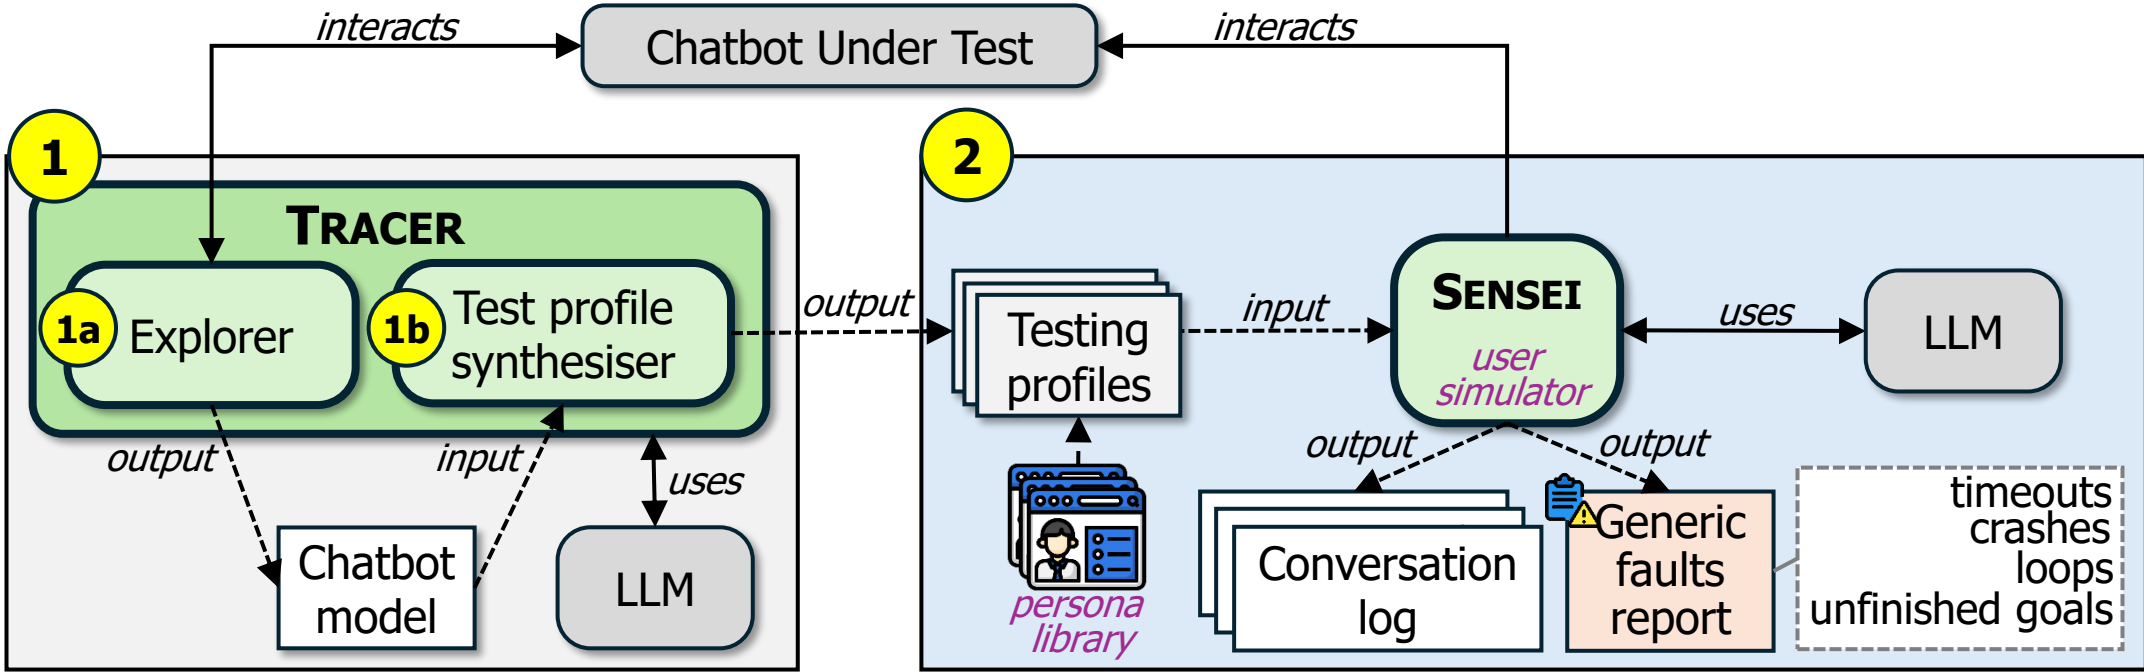 interacts
Chatbot Under Test
interacts
1
TRACER
1a
Explorer
1b
Test profile
synthesiser
output
input
uses
Chatbot
model
LLM
output
2
Testing
profiles
input
SENSEI
user
simulator
uses
LLM
persona
library
output
output
Conversation
log
Generic
faults
report
timeouts
crashes
loops
unfinished goals